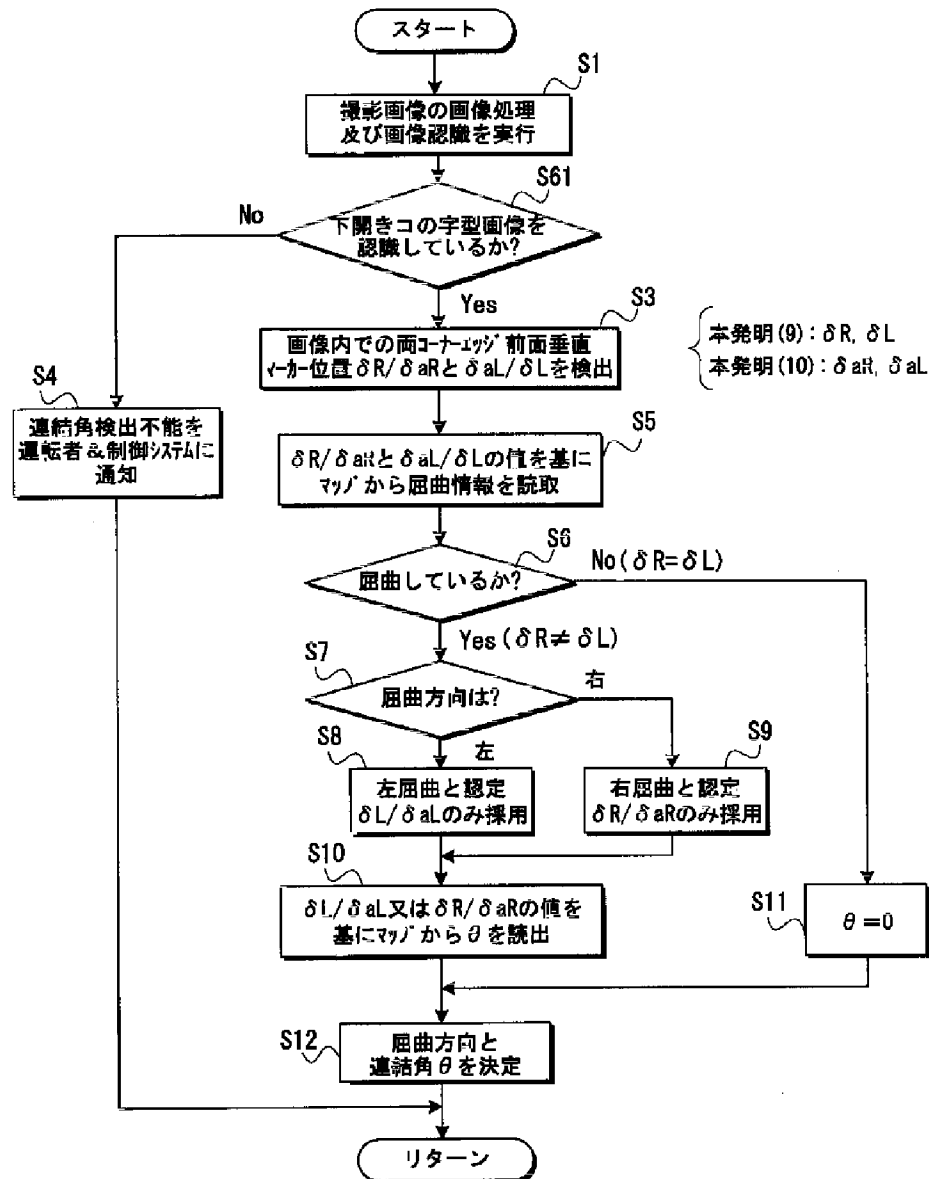 スタート
S1
撮影画像の画像処理
及び画像認識を実行
S61
No
下開きコの字型画像を
認識しているか?
Yes
S3
画像内での両コーナーエッジ前面垂直
マーカー位置δR/δaRとδaL/δLを検出
本発明(9):δR, δL
本発明(10):δaR, δaL
S4
連結角検出不能を
運転者&制御システムに
通知
S5
δR/δaRとδaL/δLの値を基に
マップから屈曲情報を読取
S6
屈曲しているか?
No(δR=δL)
Yes(δR≠δL)
S7
屈曲方向は?
右
左
S8
左屈曲と認定
δL/δaLのみ採用
S9
右屈曲と認定
δR/δaRのみ採用
S10
δL/δaL又はδR/δaRの値を
基にマップからθを読出
S11
θ=0
S12
屈曲方向と
連結角θを決定
リターン